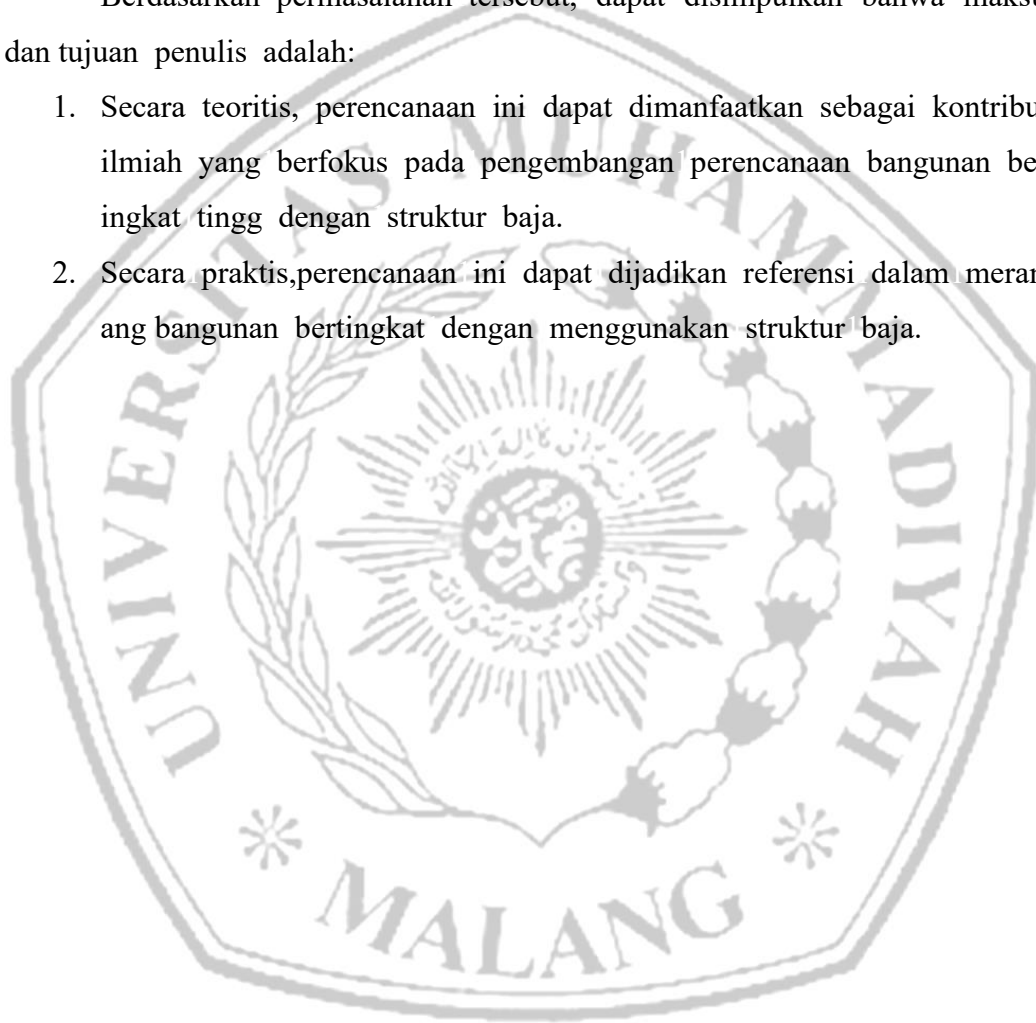 Berdasarkan permasalahan tersebut, dapat disimpulkan bahwa maks
dan tujuan penulis adalah:
1. Secara teoritis, perencanaan ini dapat dimanfaatkan sebagai kontribu
ilmiah yang berfokus pada pengembangan perencanaan bangunan be
ingkat tingg dengan struktur baja.
2. Secara praktis,perencanaan ini dapat dijadikan referensi dalam meran
ang bangunan bertingkat dengan menggunakan struktur baja.
UNIVERSITAS MUHAMMADIYAH
MALANG